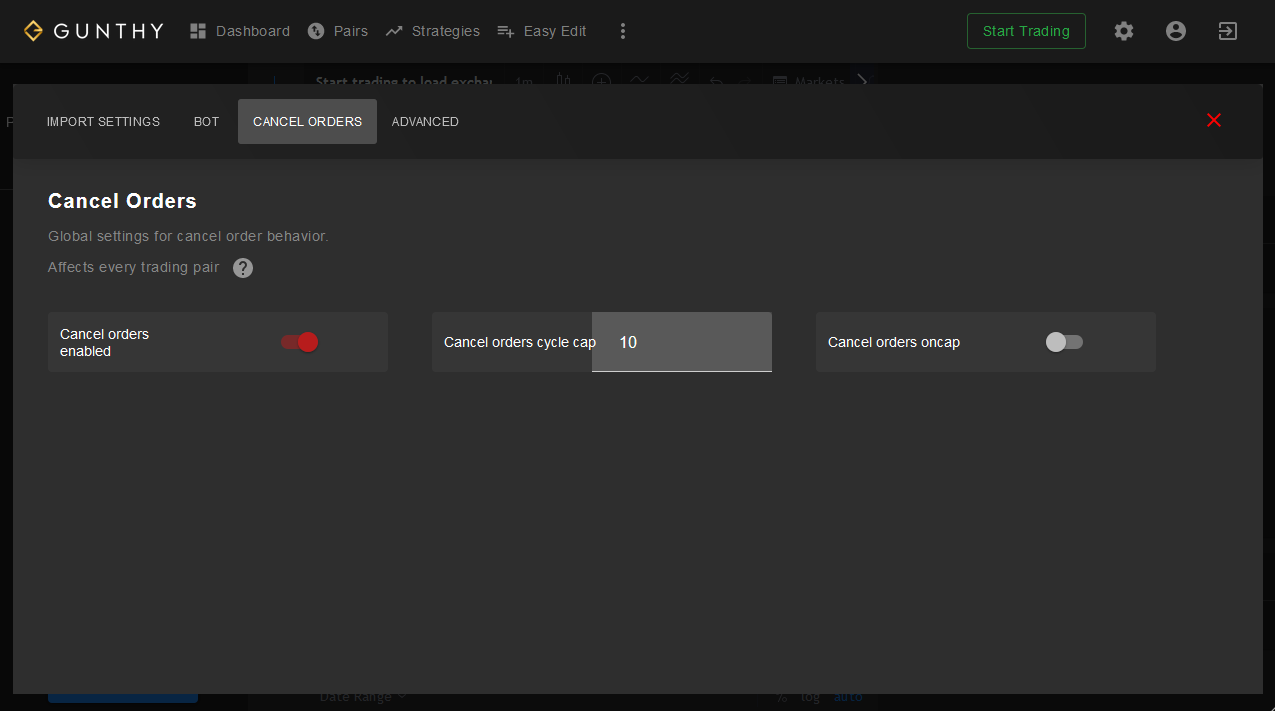 GUNTHY
Dashboard
Pairs
Strategies
Easy Edit
Start Trading
Start trading to load exchan
1m
Markets
IMPORT SETTINGS
BOT
CANCEL ORDERS
ADVANCED
Cancel Orders
Global settings for cancel order behavior.
Affects every trading pair
Cancel orders
enabled
Cancel orders cycle cap
10
Cancel orders oncap
Date Range
%
log
auto